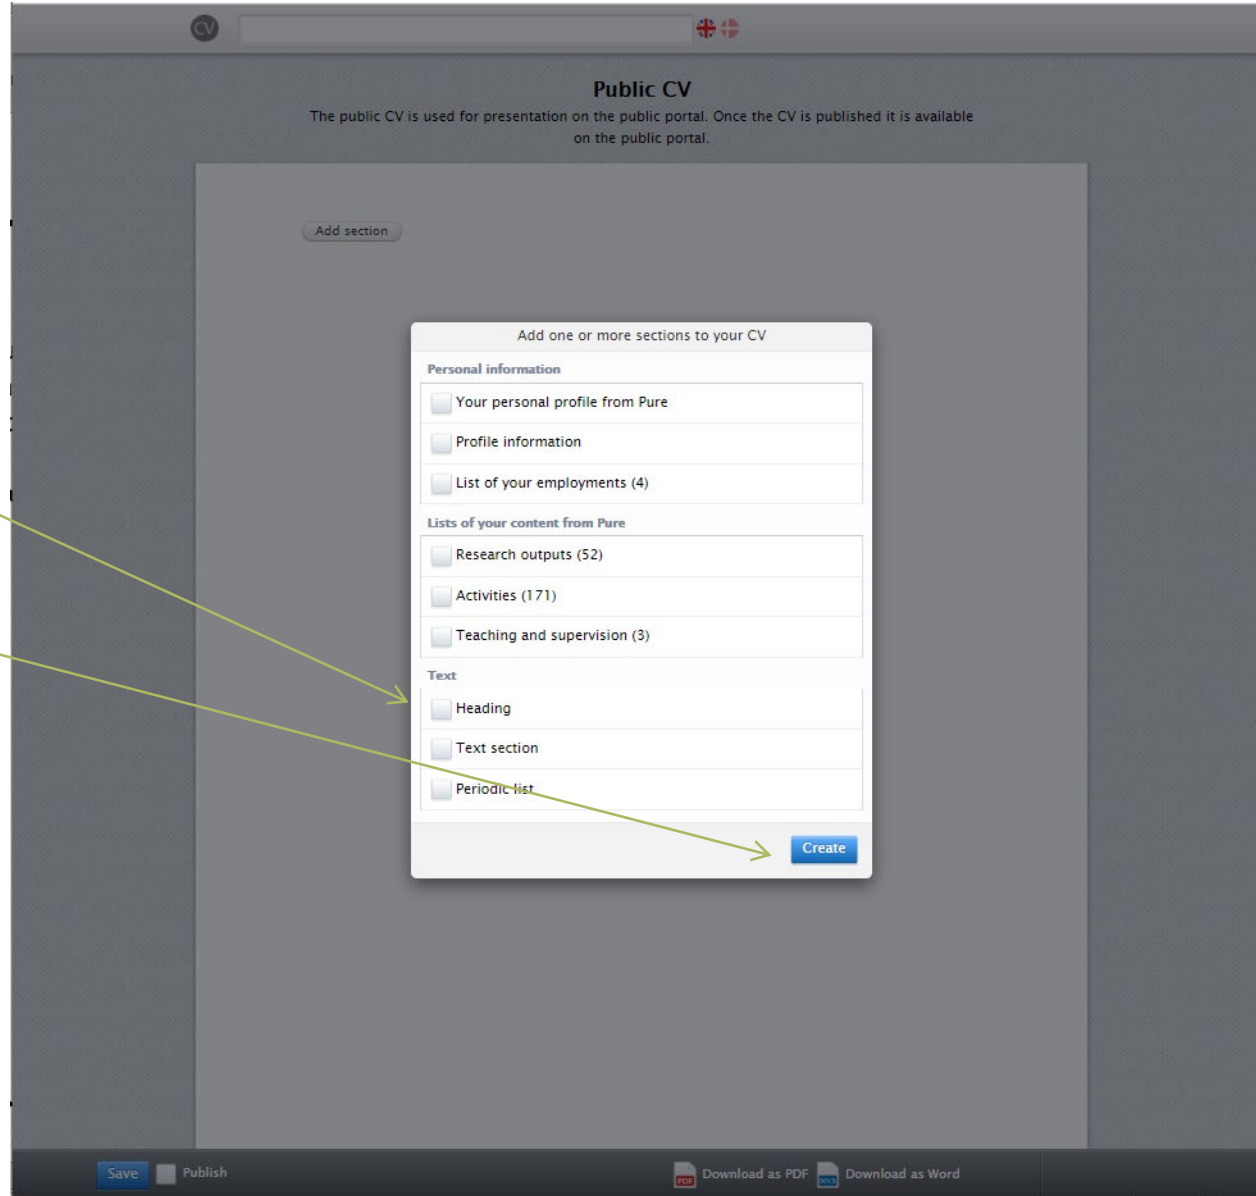 CV
Public CV
The public CV is used for presentation on the public portal. Once the CV is published it is available
on the public portal.
Add section
Add one or more sections to your CV
Personal information
Your personal profile from Pure
Profile information
List of your employments (4)
Lists of your content from Pure
Research outputs (52)
Activities (171)
Teaching and supervision (3)
Text
Heading
Text section
Periodic list
Create
Save Publish PDF Download as PDF DOCX Download as Word